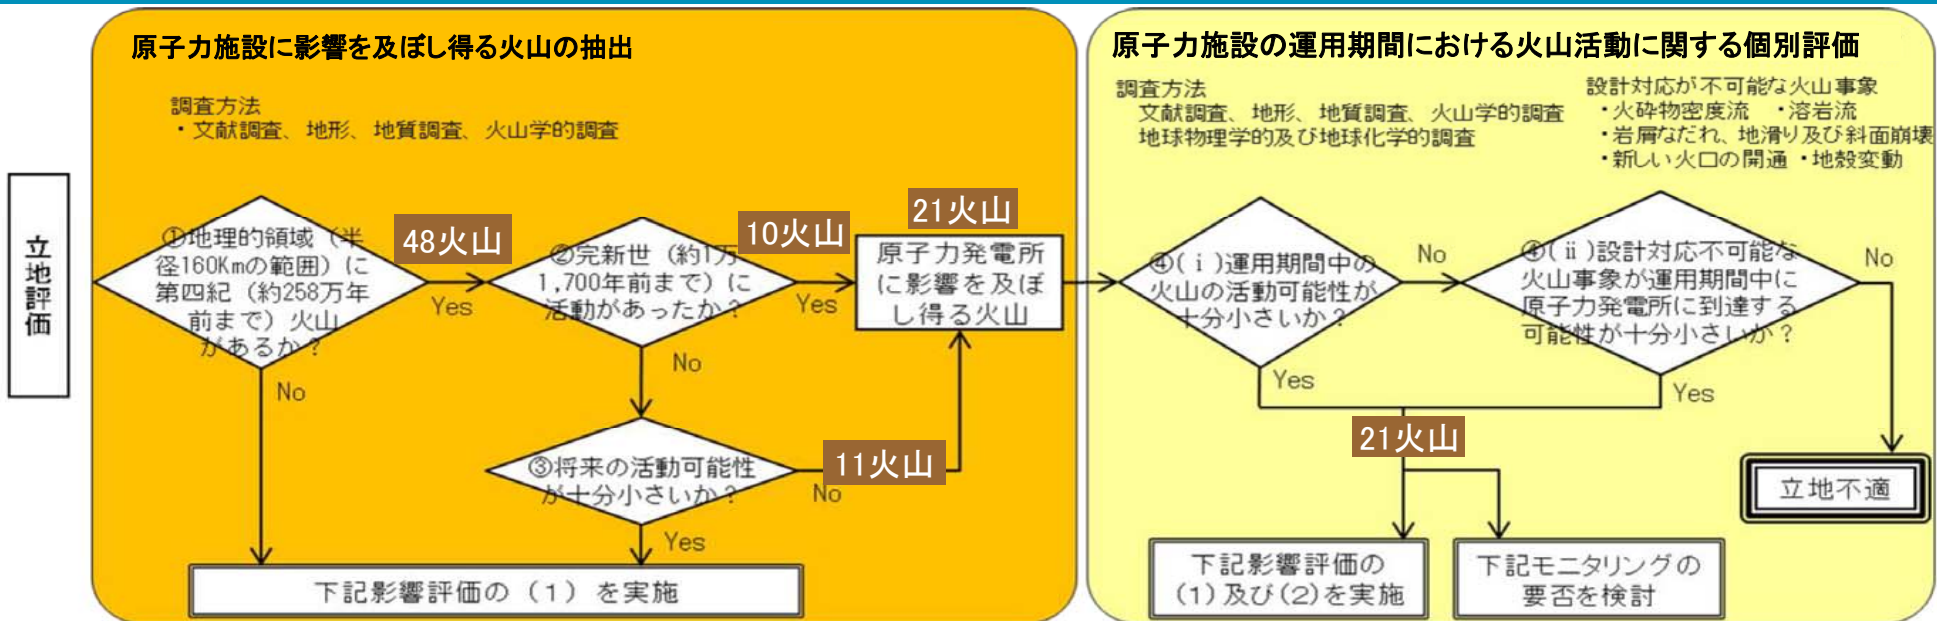 立地評価
原子力施設に影響を及ぼし得る火山の抽出
調査方法
・文献調査、地形、地質調査、火山学的調査
①地理的領域（半
径160Kmの範囲）に
第四紀（約258万年
前まで）火山
があるか？
48火山
Yes
No
②完新世（約1万
1,700年前まで）に
活動があったか？
10火山
Yes
No
③将来の活動可能性
が十分小さいか？
11火山
No
Yes
21火山
原子力発電所
に影響を及ぼ
し得る火山
下記影響評価の（1）を実施
原子力施設の運用期間における火山活動に関する個別評価
調査方法
文献調査、地形、地質調査、火山学的調査
地球物理学的及び地球化学的調査
設計対応が不可能な火山事象
・火砕物密度流　・溶岩流
・岩屑なだれ、地滑り及び斜面崩壊
・新しい火口の開通・地殻変動
④(ⅰ)運用期間中の
火山の活動可能性が
十分小さいか？
No
Yes
④(ⅱ)設計対応不可能な
火山事象が運用期間中に
原子力発電所に到達する
可能性が十分小さいか？
No
Yes
21火山
立地不適
下記影響評価の
(1)及び(2)を実施
下記モニタリングの
要否を検討